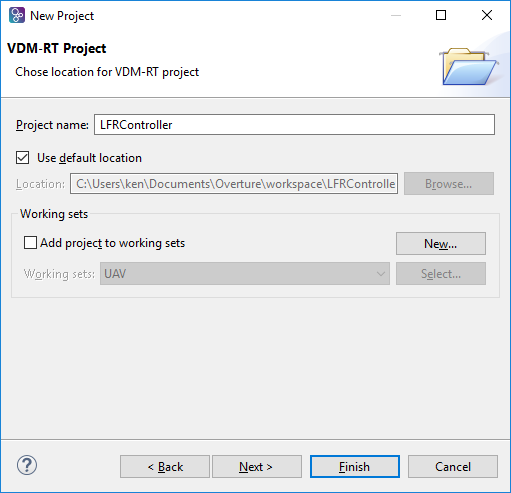 New Project
VDM-RT Project
Chose location for VDM-RT project
Project name: LFRController
Use default location
Location: C:\Users\ken\Documents\Overture\workspace\LFRControlle Browse...
Working sets
Add project to working sets New...
Working sets: UAV Select...
? < Back Next > Finish Cancel